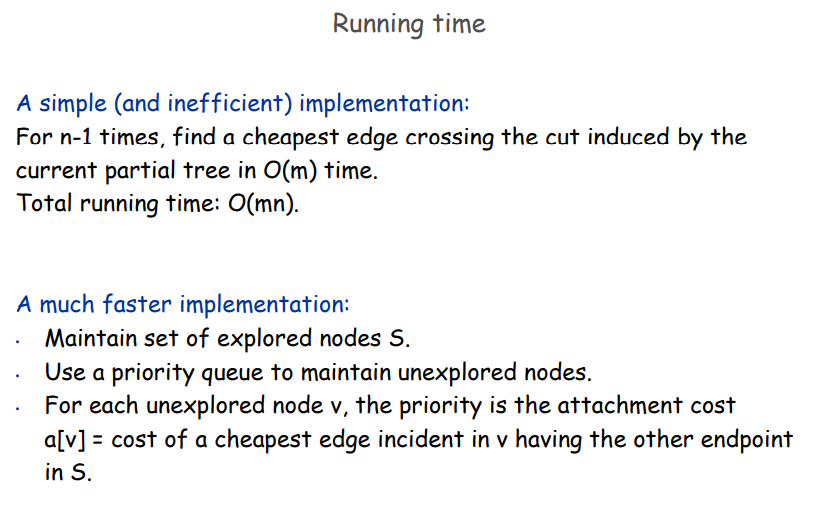 Running time
A simple (and inefficient) implementation:
For n-1 times, find a cheapest edge crossing the cut induced by the
current partial tree in O(m) time.
Total running time: O(mn).
A much faster implementation:
· Maintain set of explored nodes S.
· Use a priority queue to maintain unexplored nodes.
· For each unexplored node v, the priority is the attachment cost
a[v] = cost of a cheapest edge incident in v having the other endpoint
in S.